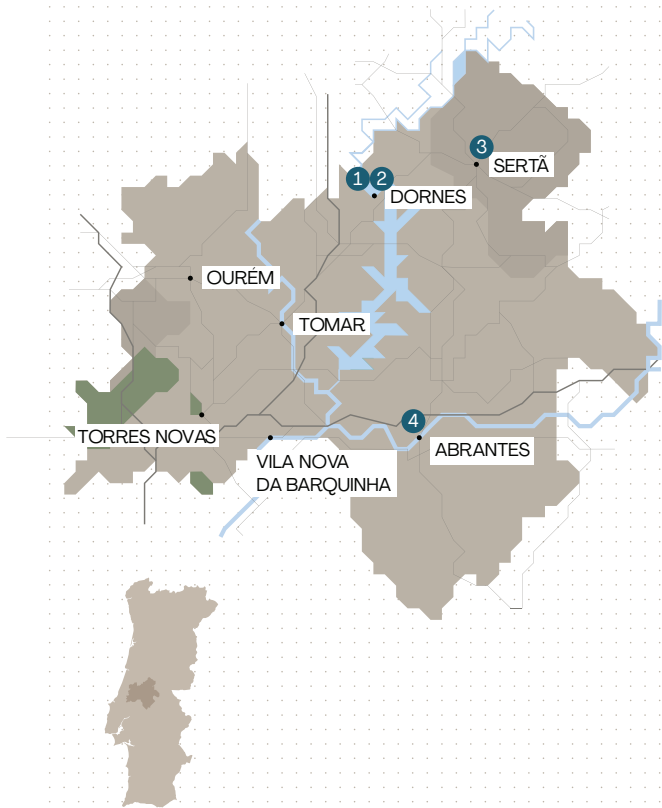 3
SERTÃ
1 2
DORNES
OURÉM
TOMAR
4
TORRES NOVAS
ABRANTES
VILA NOVA
DA BARQUINHA